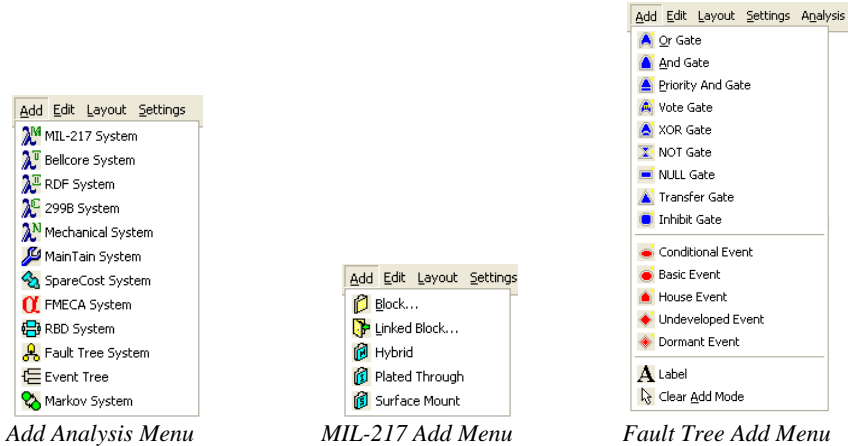 Add Edit Layout Settings
MIL-217 System
Bellcore System
RDF System
299B System
Mechanical System
MainTain System
SpareCost System
FMECA System
RBD System
Fault Tree System
Event Tree
Markov System
Add Analysis Menu
Add Edit Layout Settings
Block...
Linked Block...
Hybrid
Plated Through
Surface Mount
MIL-217 Add Menu
Add Edit Layout Settings Analysis
Or Gate
And Gate
Priority And Gate
Vote Gate
XOR Gate
NOT Gate
NULL Gate
Transfer Gate
Inhibit Gate
Conditional Event
Basic Event
House Event
Undeveloped Event
Dormant Event
Label
Clear Add Mode
Fault Tree Add Menu